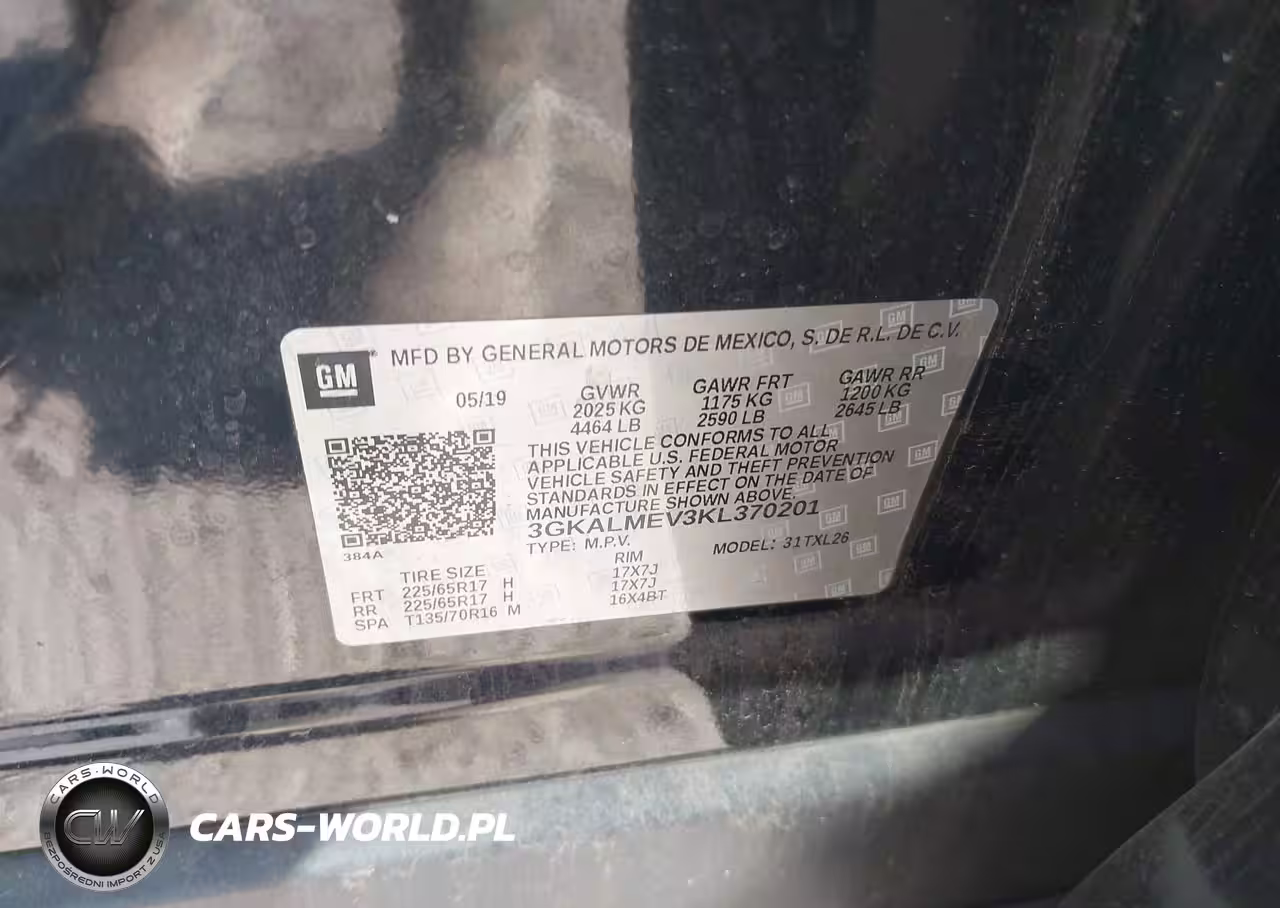 MFD BY GENERAL MOTORS DE MEXICO, S. DE R.L. DE C.V.
GM
05/19
GVWR
2025 KG
4464 LB
GAWR FRT
1175 KG
2590 LB
GAWR RR
1200 KG
2645 LB
THIS VEHICLE CONFORMS TO ALL
APPLICABLE U.S. FEDERAL MOTOR
VEHICLE SAFETY AND THEFT PREVENTION
STANDARDS IN EFFECT ON THE DATE OF
MANUFACTURE SHOWN ABOVE.
3GKALMEV3KL370201
TYPE: M.P.V. MODEL: 31TXL26
384A
TIRE SIZE RIM
FRT 225/65R17 H 17X7J
RR 225/65R17 H 17X7J
SPA T135/70R16 M 16X4BT
CARS-WORLD
CW
BEZPOŚREDNI IMPORT Z USA
CARS-WORLD.PL